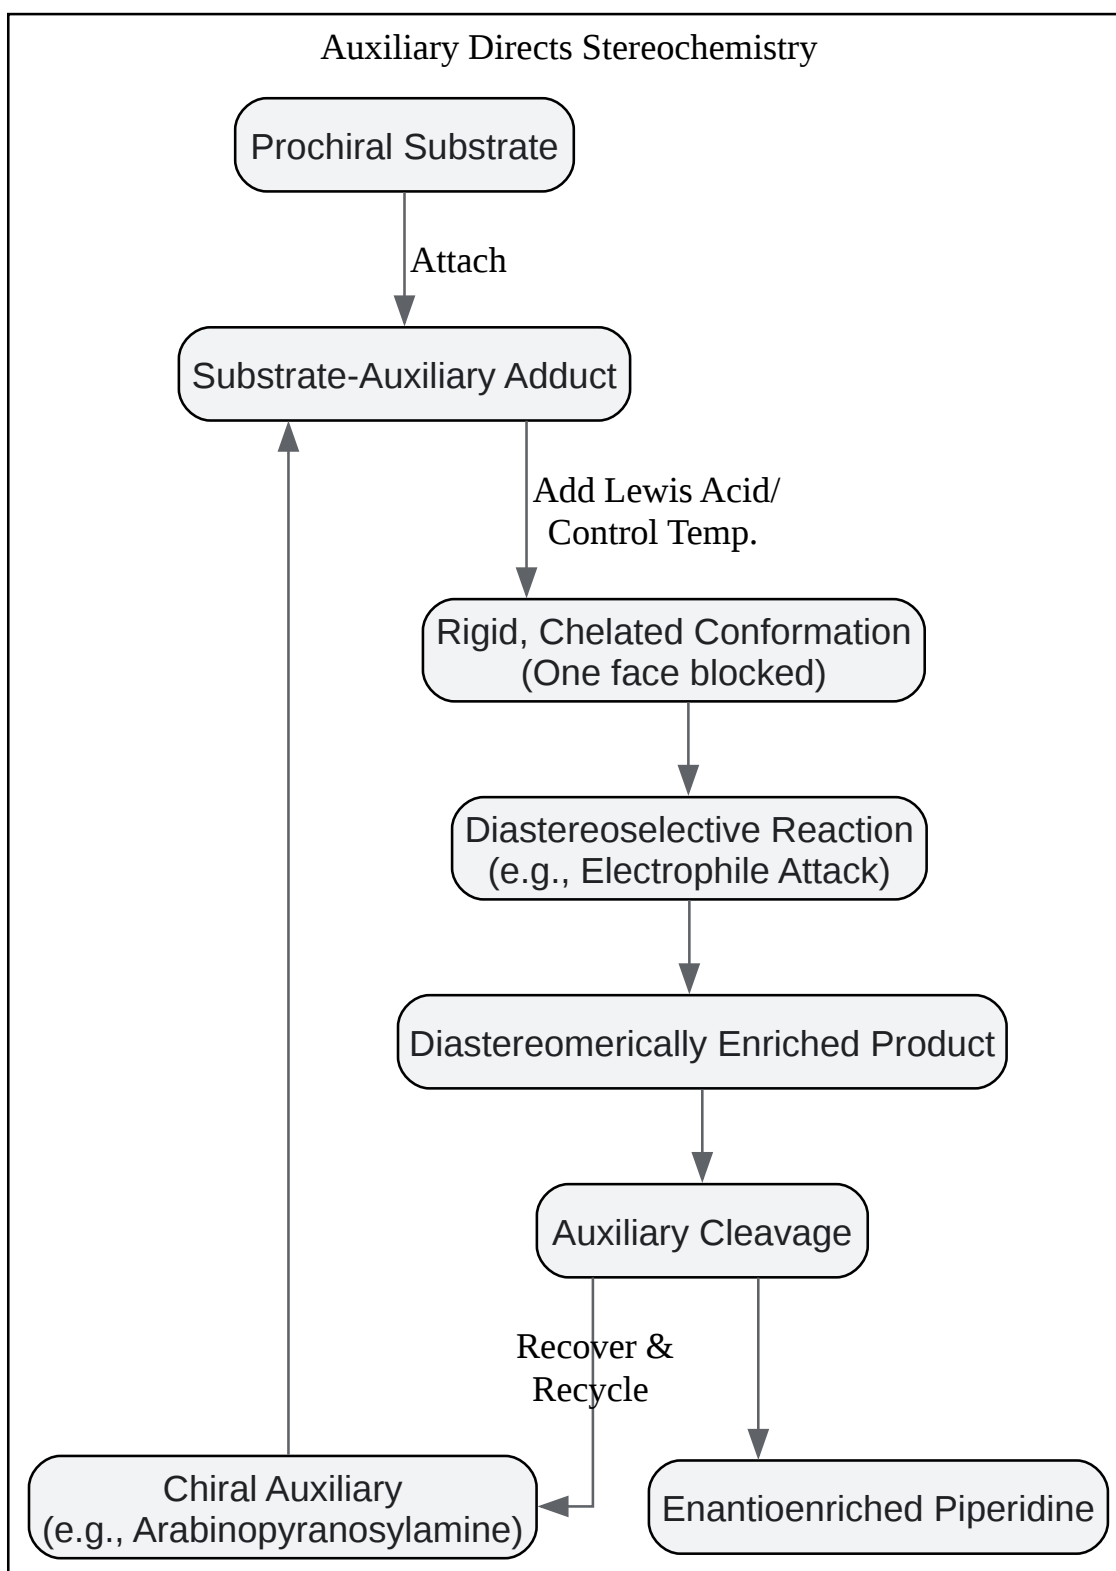 Auxiliary Directs Stereochemistry
Prochiral Substrate
Attach
Substrate-Auxiliary Adduct
Add Lewis Acid/
Control Temp.
Rigid, Chelated Conformation
(One face blocked)
Diastereoselective Reaction
(e.g., Electrophile Attack)
Diastereomerically Enriched Product
Auxiliary Cleavage
Recover &
Recycle
Chiral Auxiliary
(e.g., Arabinopyranosylamine)
Enantioenriched Piperidine